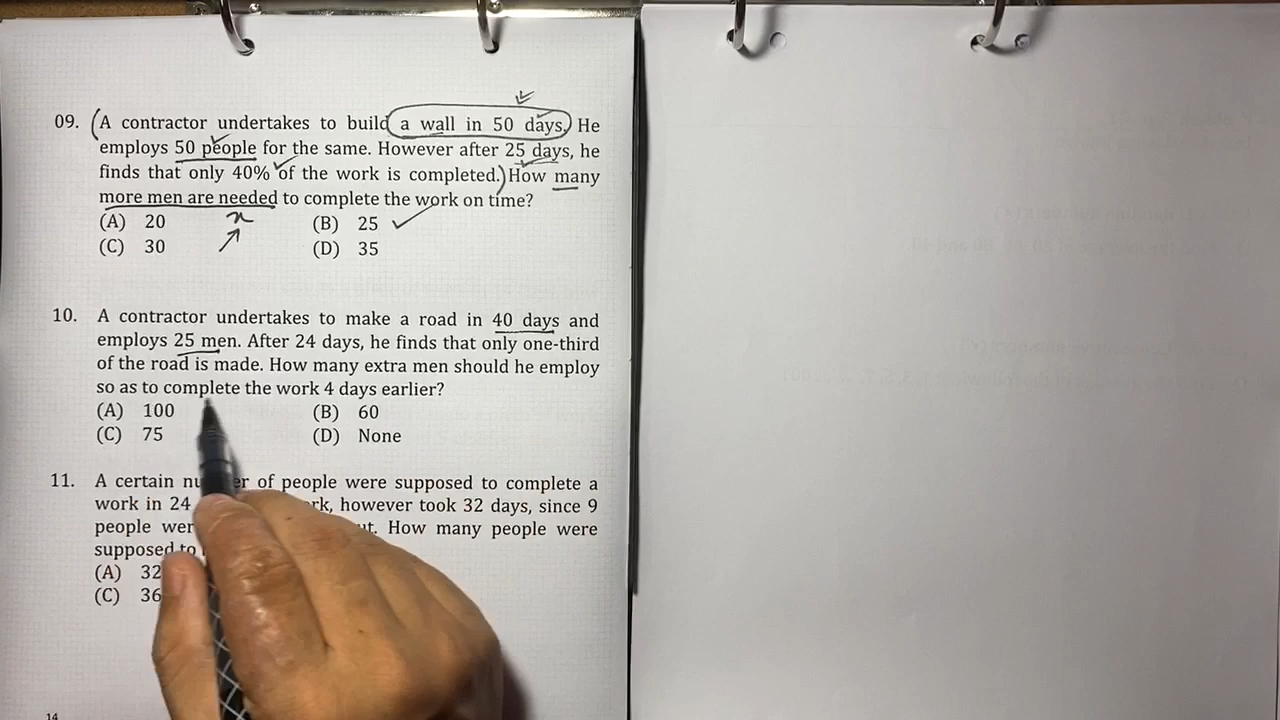 09. A contractor undertakes to build a wall in 50 days. He
employs 50 people for the same. However after 25 days, he
finds that only 40% of the work is completed. How many
more men are needed to complete the work on time?
(A) 20 x (B) 25
(C) 30 (D) 35
10. A contractor undertakes to make a road in 40 days and
employs 25 men. After 24 days, he finds that only one-third
of the road is made. How many extra men should he employ
so as to complete the work 4 days earlier?
(A) 100 (B) 60
(C) 75 (D) None
11. A certain of people were supposed to complete a
work in 24 however took 32 days, since 9
people How many people were
supposed to
(A) 32
(C) 36
14